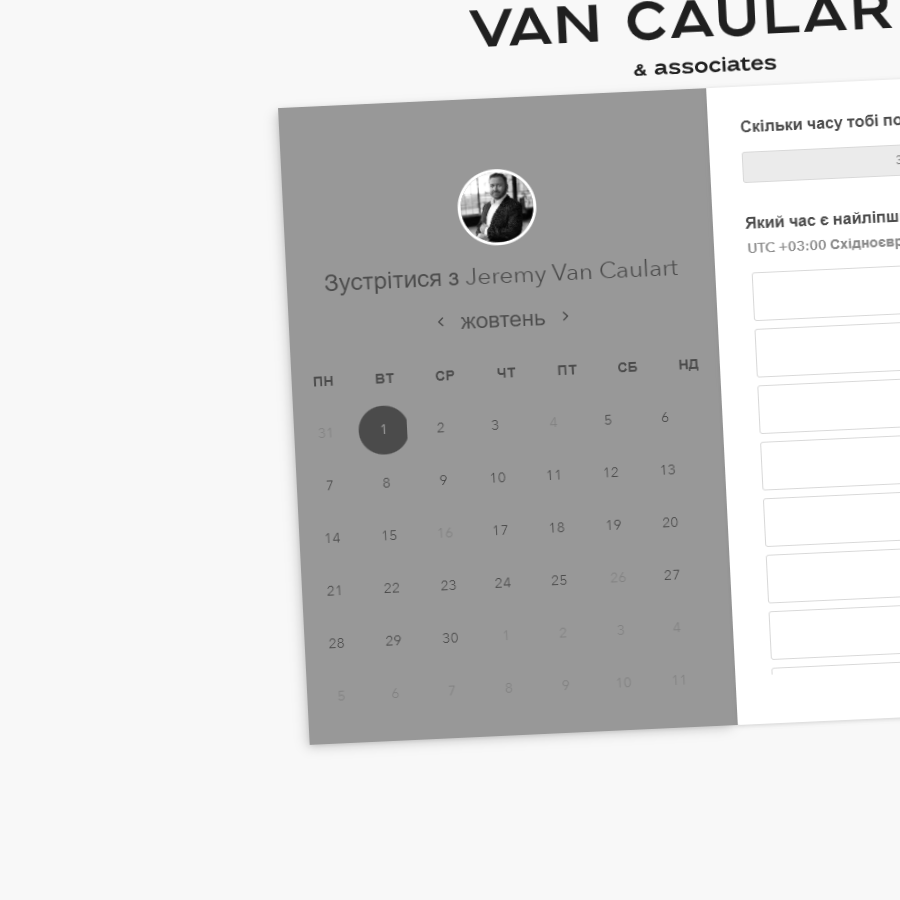 VAN CAULAR
& associates
Зустрітися з Jeremy Van Caulart
‹ жовтень ›
ПН ВТ СР ЧТ ПТ СБ НД
31 1 2 3 4 5 6
7 8 9 10 11 12 13
14 15 16 17 18 19 20
21 22 23 24 25 26 27
28 29 30 1 2 3 4
5 6 7 8 9 10 11
Скільки часу тобі по
Який час є найліпш
UTC +03:00 Східноєвр